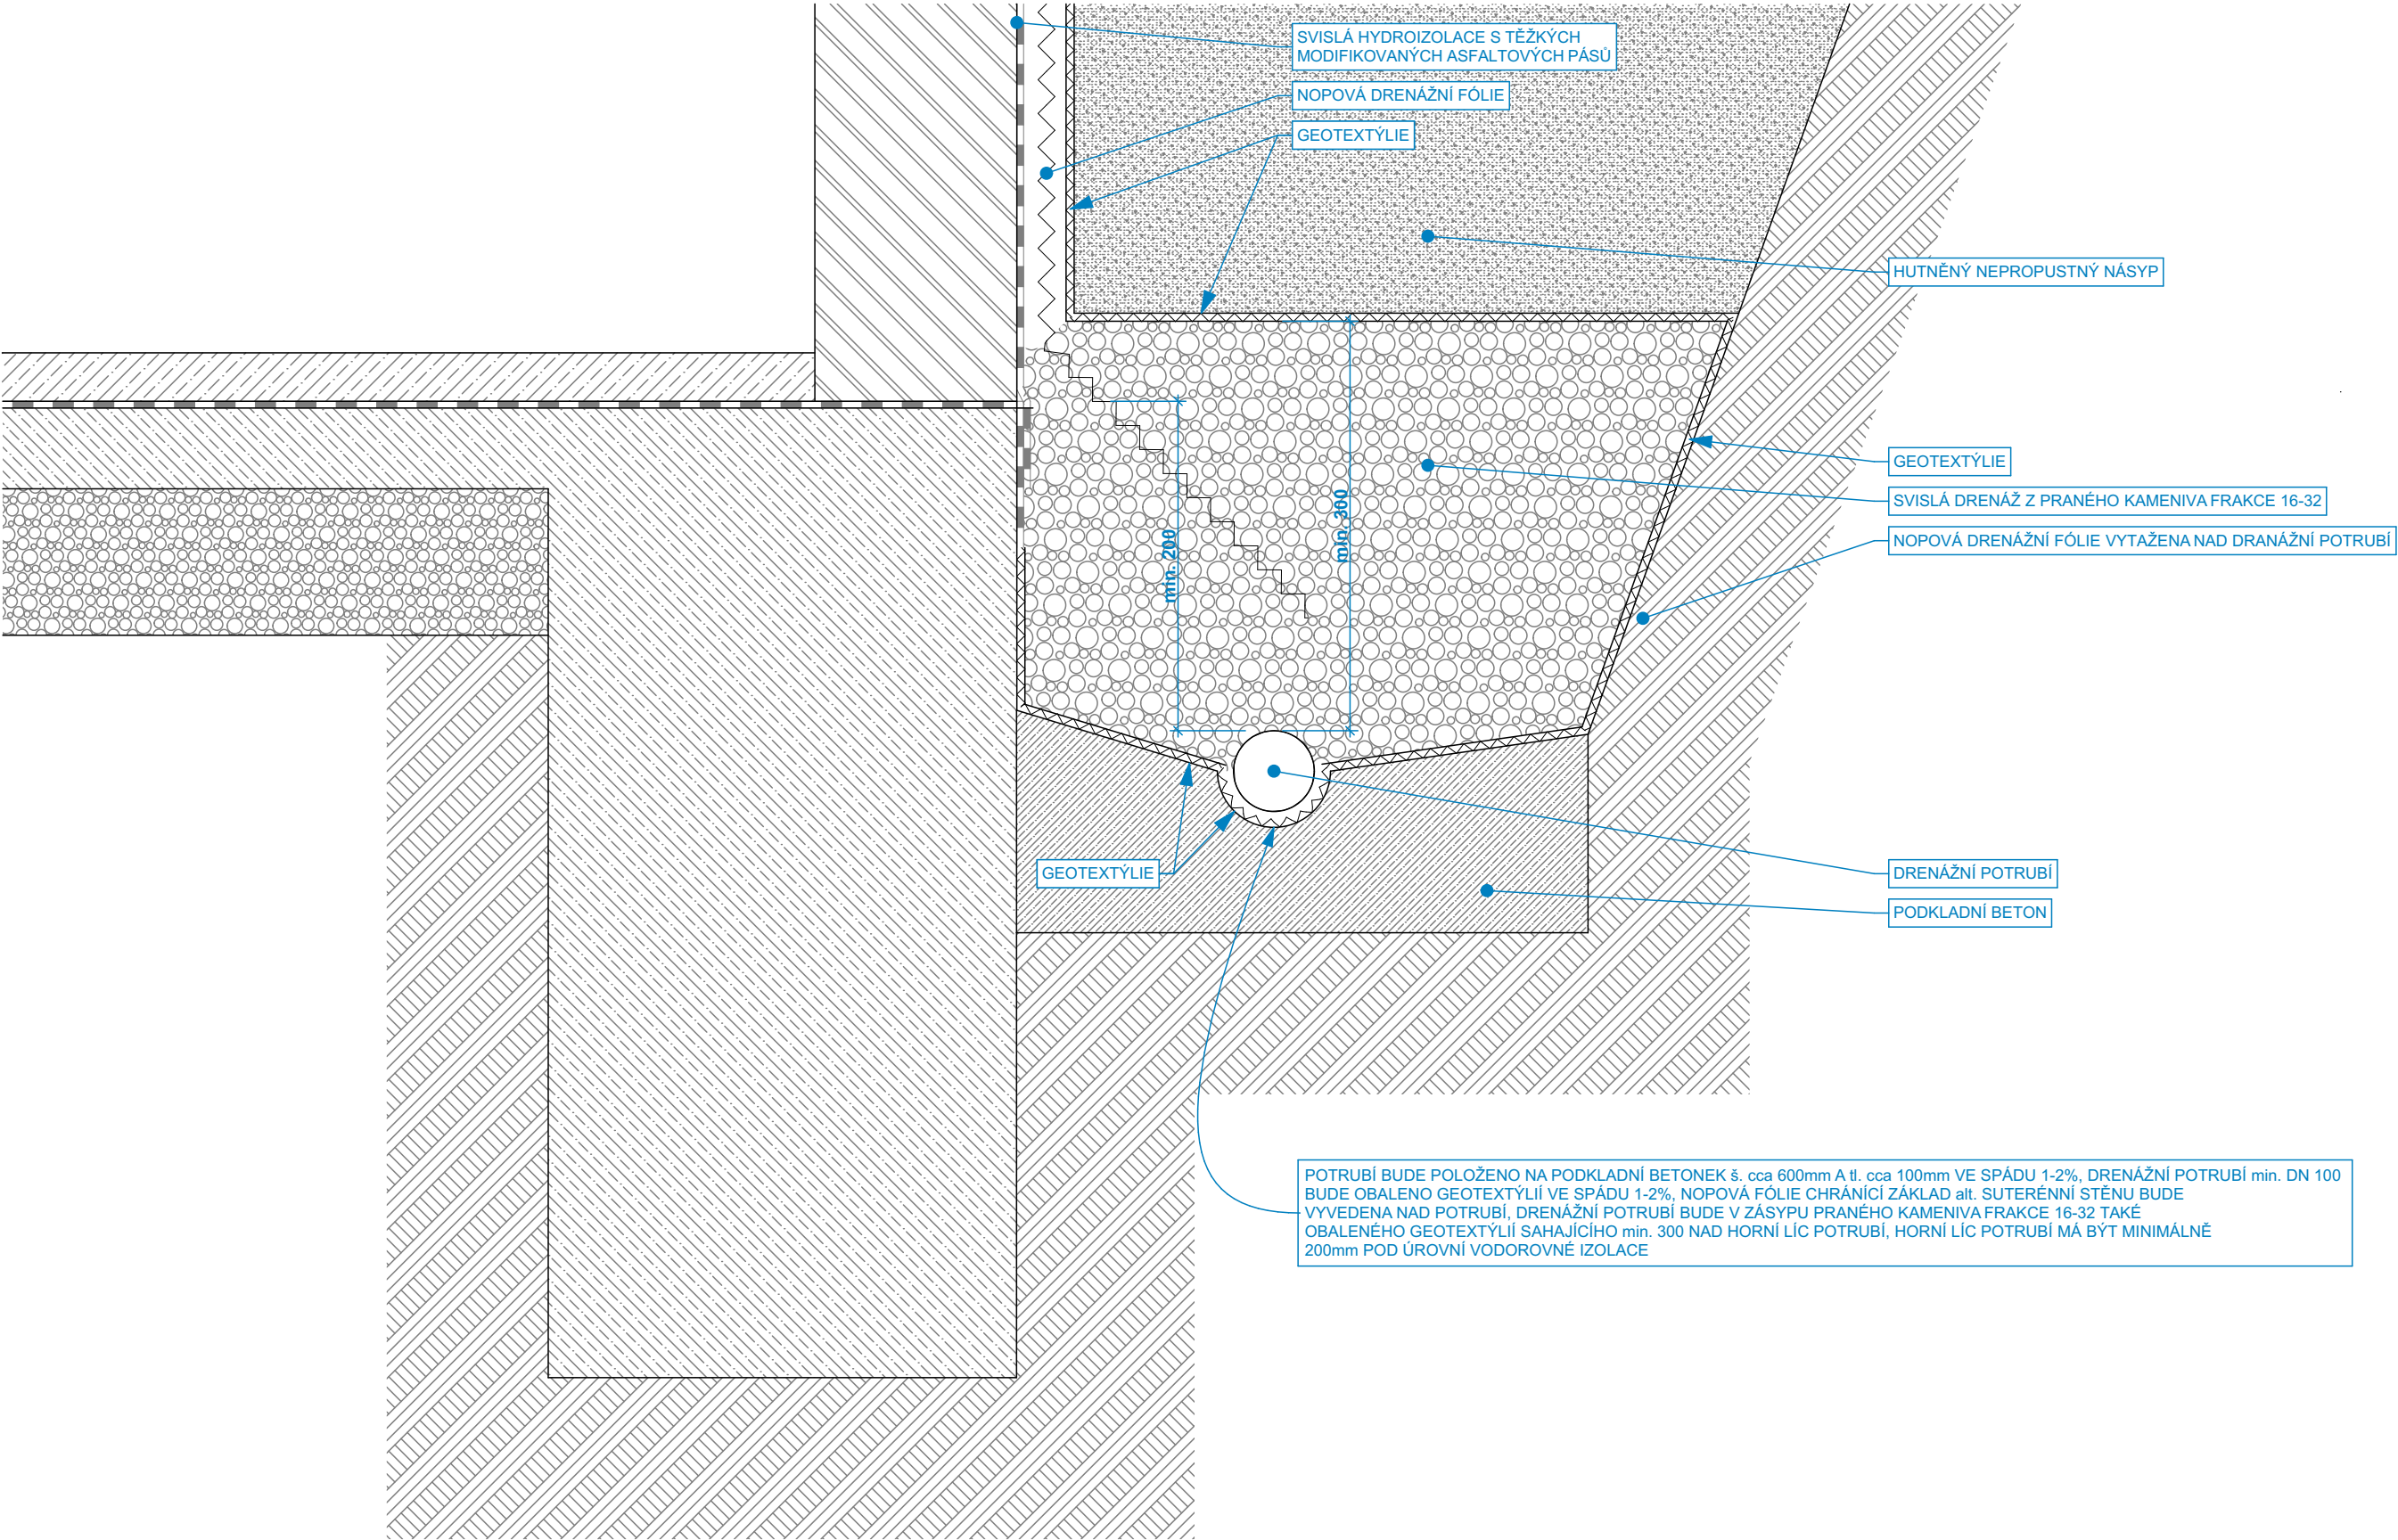 SVISLÁ HYDROIZOLACE S TĚŽKÝCH
MODIFIKOVANÝCH ASFALTOVÝCH PÁSŮ
NOPOVÁ DRENÁŽNÍ FÓLIE
GEOTEXTÝLIE
HUTNĚNÝ NEPROPUSTNÝ NÁSYP
GEOTEXTÝLIE
SVISLÁ DRENÁŽ Z PRANÉHO KAMENIVA FRAKCE 16-32
NOPOVÁ DRENÁŽNÍ FÓLIE VYTAŽENA NAD DRANÁŽNÍ POTRUBÍ
min. 200
min. 300
GEOTEXTÝLIE
DRENÁŽNÍ POTRUBÍ
PODKLADNÍ BETON
POTRUBÍ BUDE POLOŽENO NA PODKLADNÍ BETONEK š. cca 600mm A tl. cca 100mm VE SPÁDU 1-2%, DRENÁŽNÍ POTRUBÍ min. DN 100
BUDE OBALENO GEOTEXTÝLIÍ VE SPÁDU 1-2%, NOPOVÁ FÓLIE CHRÁNÍCÍ ZÁKLAD alt. SUTERÉNNÍ STĚNU BUDE
VYVEDENA NAD POTRUBÍ, DRENÁŽNÍ POTRUBÍ BUDE V ZÁSYPU PRANÉHO KAMENIVA FRAKCE 16-32 TAKÉ
OBALENÉHO GEOTEXTÝLIÍ SAHAJÍCÍHO min. 300 NAD HORNÍ LÍC POTRUBÍ, HORNÍ LÍC POTRUBÍ MÁ BÝT MINIMÁLNĚ
200mm POD ÚROVNÍ VODOROVNÉ IZOLACE